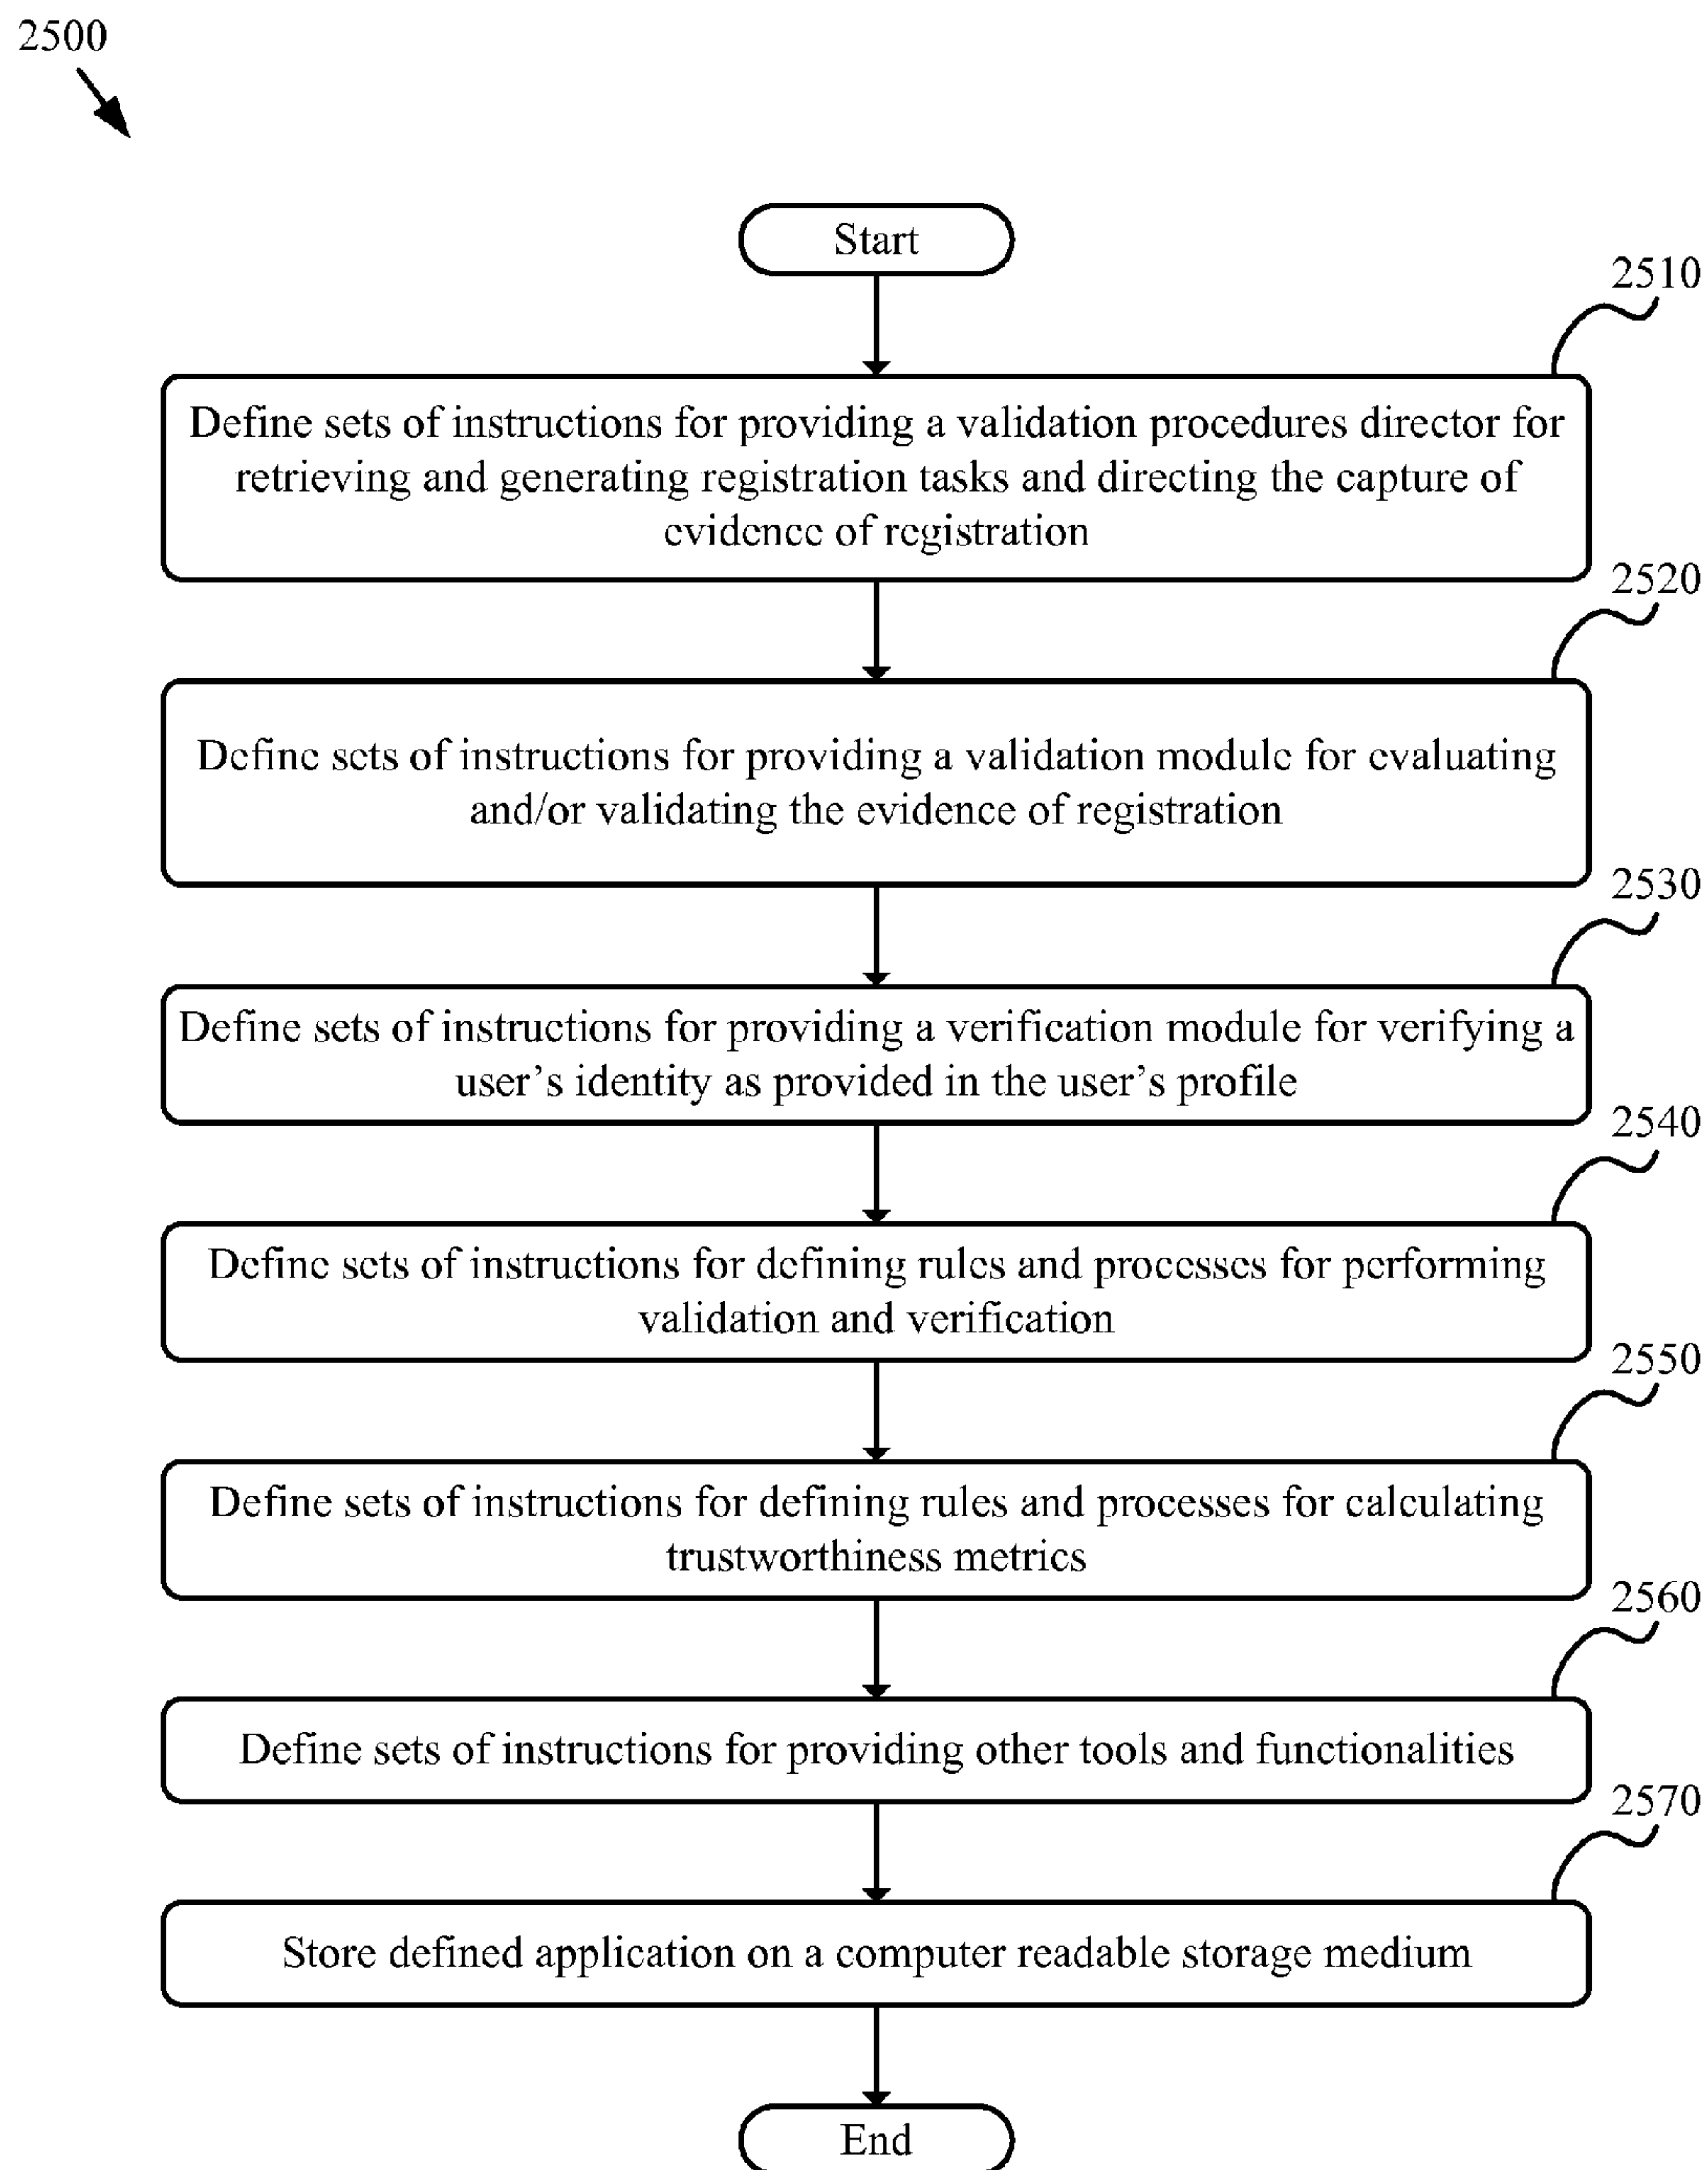 2500
Start
2510
Define sets of instructions for providing a validation procedures director for
retrieving and generating registration tasks and directing the capture of
evidence of registration
2520
Define sets of instructions for providing a validation module for evaluating
and/or validating the evidence of registration
2530
Define sets of instructions for providing a verification module for verifying a
user’s identity as provided in the user’s profile
2540
Define sets of instructions for defining rules and processes for performing
validation and verification
2550
Define sets of instructions for defining rules and processes for calculating
trustworthiness metrics
2560
Define sets of instructions for providing other tools and functionalities
2570
Store defined application on a computer readable storage medium
End